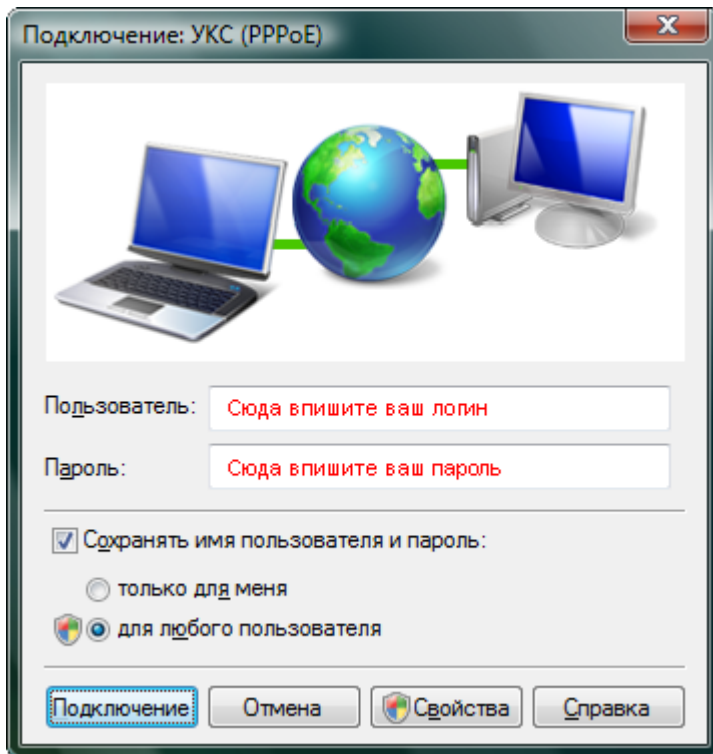 Подключение: УКС (PPPoE)
Пользователь: Сюда впишите ваш логин
Пароль: Сюда впишите ваш пароль
Сохранять имя пользователя и пароль:
только для меня
для любого пользователя
Подключение Отмена Свойства Справка